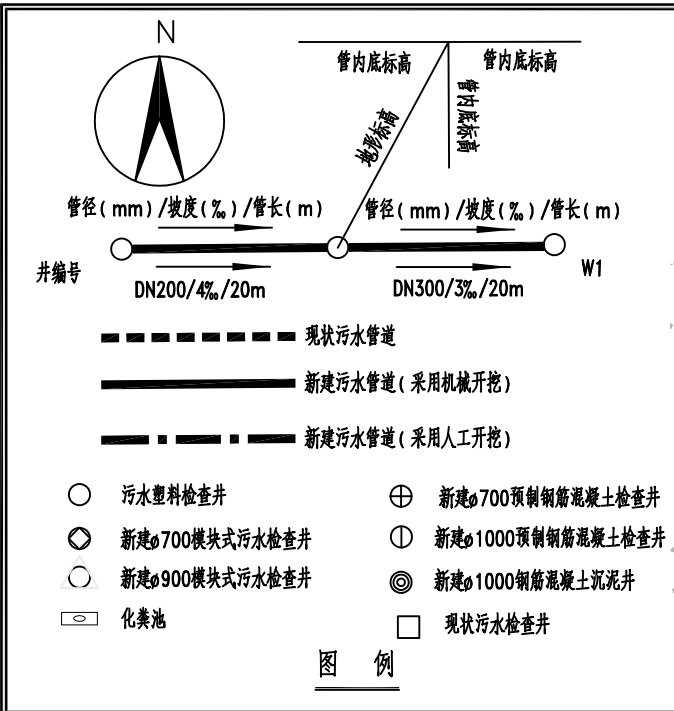 N
管内底标高 管内底标高
管内底标高
地形标高
管径(mm)/坡度(‰)/管长(m) 管径(mm)/坡度(‰)/管长(m)
井编号 W1
DN200/4‰/20m DN300/3‰/20m
现状污水管道
新建污水管道(采用机械开挖)
新建污水管道(采用人工开挖)
污水塑料检查井 新建ø700预制钢筋混凝土检查井
新建ø700模块式污水检查井 新建ø1000预制钢筋混凝土检查井
新建ø900模块式污水检查井 新建ø1000钢筋混凝土沉泥井
化粪池 现状污水检查井
图 例